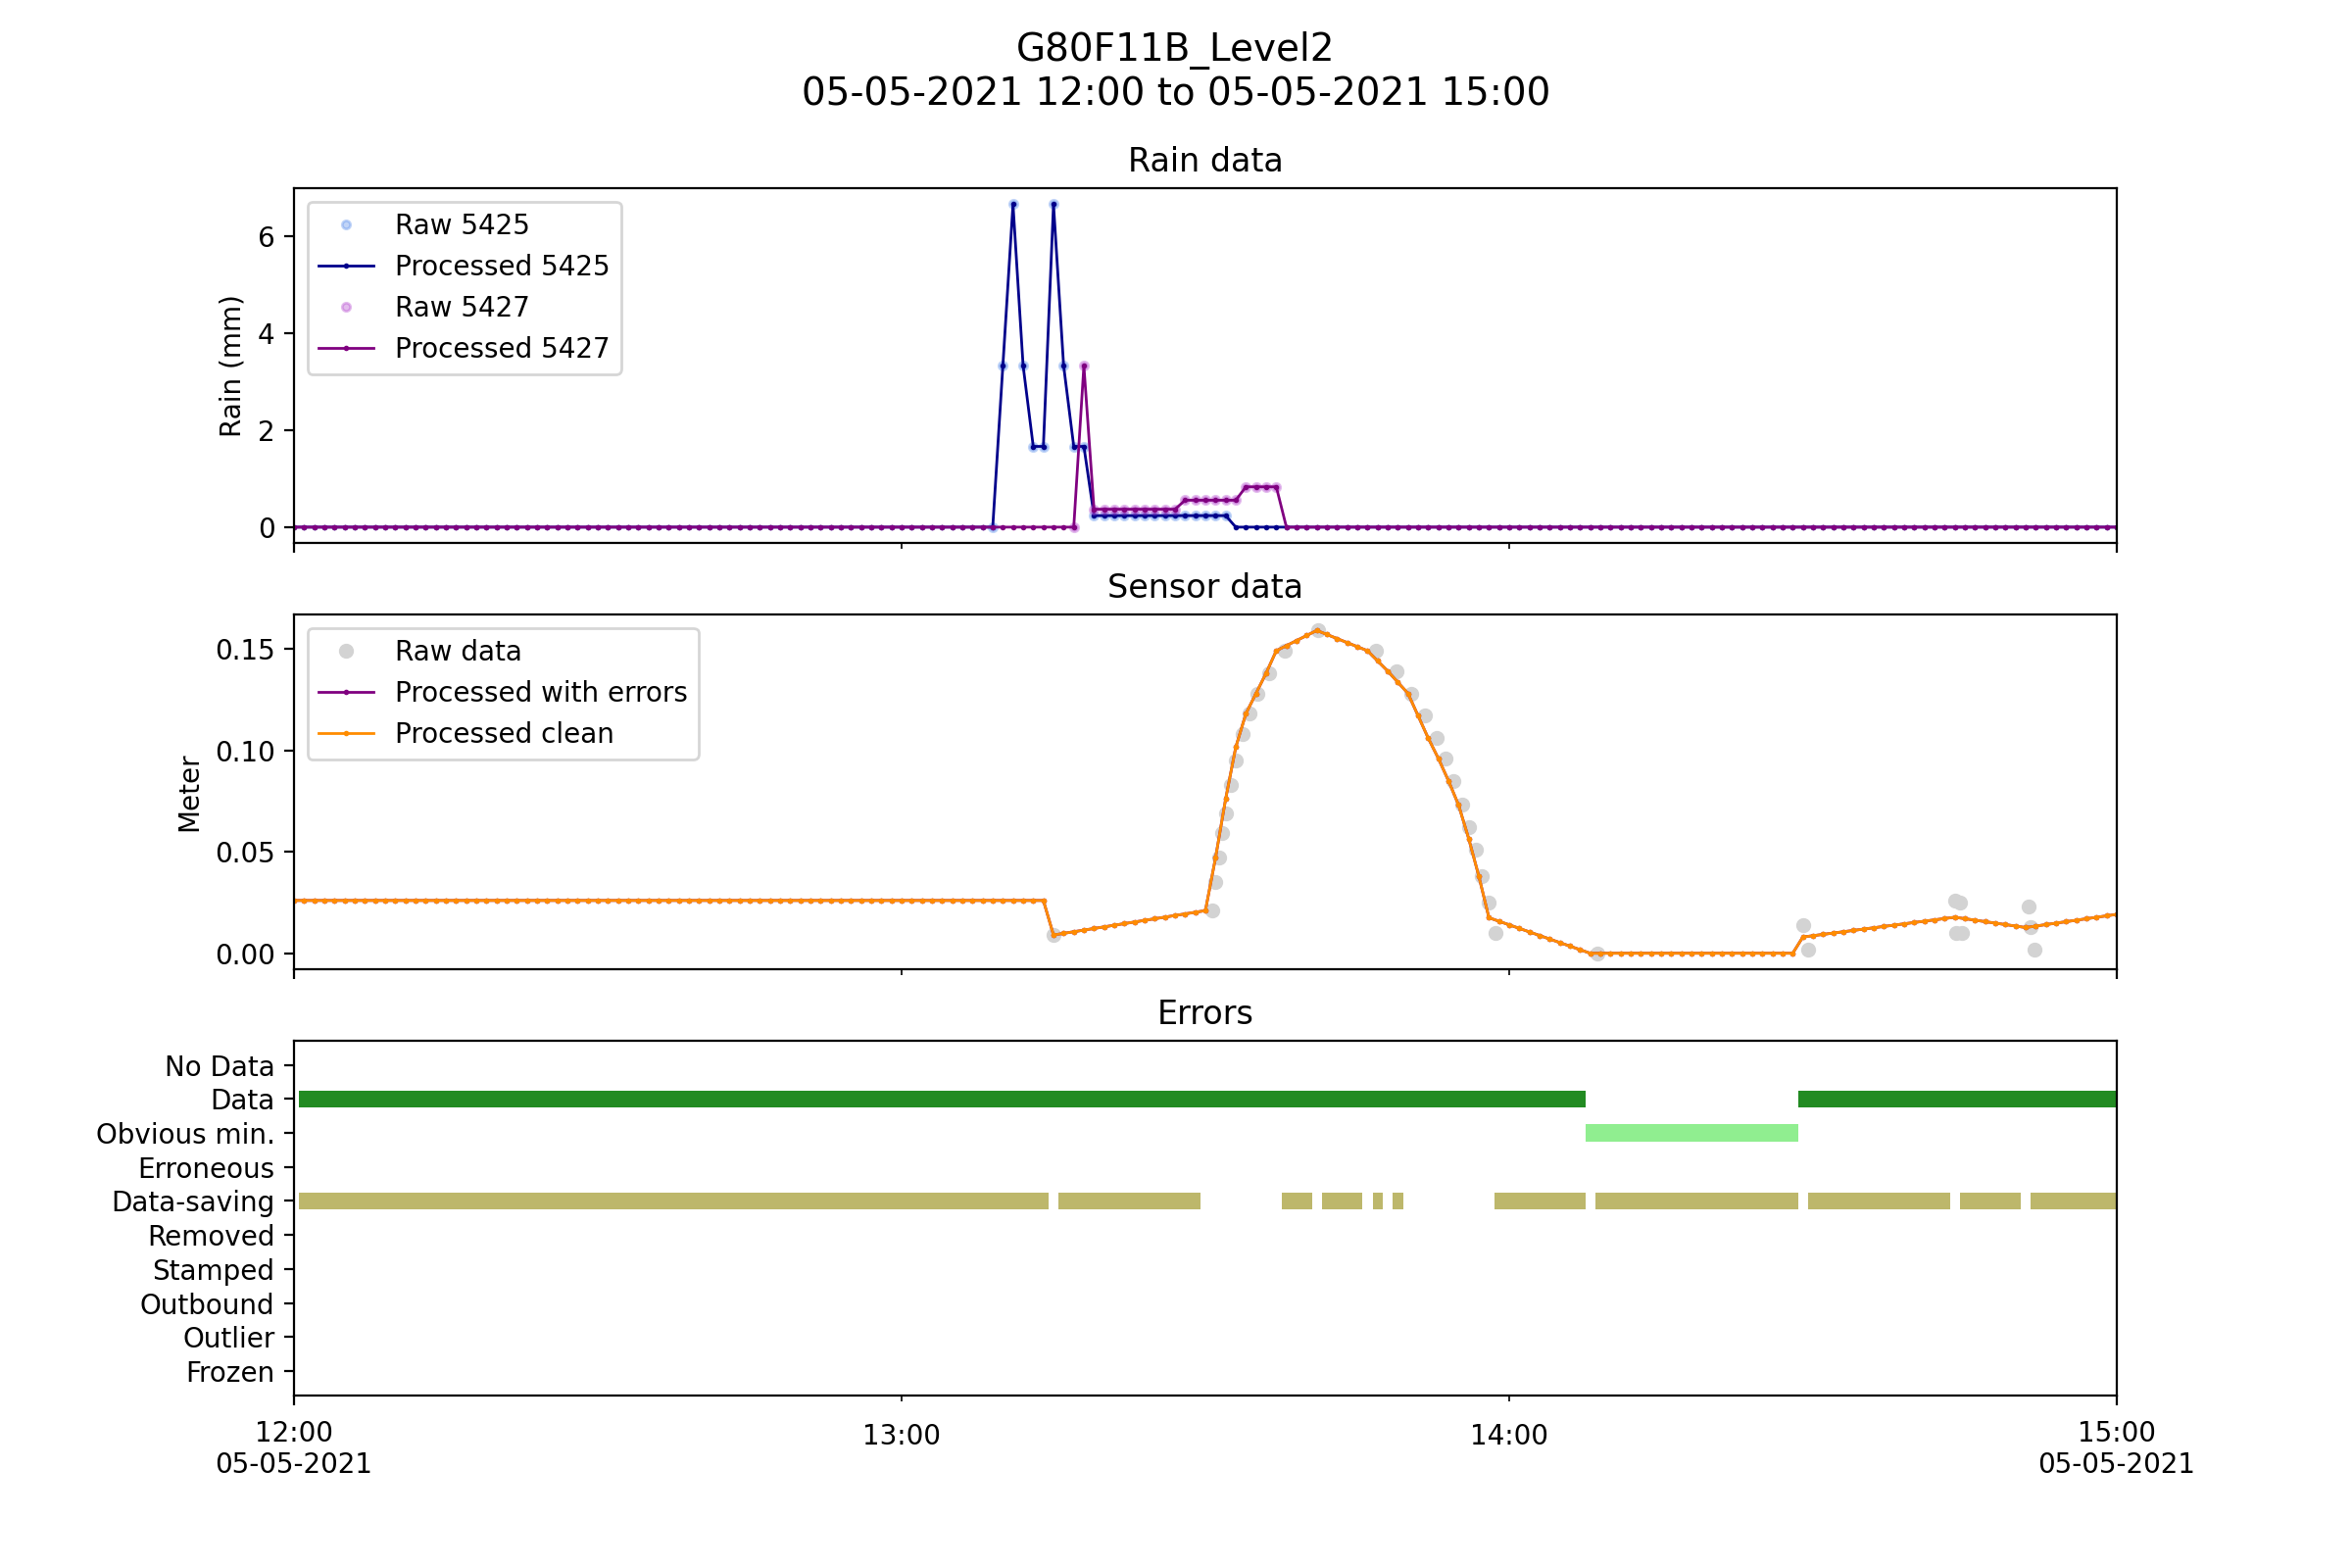 G80F11B_Level2
05-05-2021 12:00 to 05-05-2021 15:00
Rain data
Rain (mm)
6
4
2
0
Raw 5425
Processed 5425
Raw 5427
Processed 5427
Sensor data
Meter
0.15
0.10
0.05
0.00
Raw data
Processed with errors
Processed clean
Errors
No Data
Data
Obvious min.
Erroneous
Data-saving
Removed
Stamped
Outbound
Outlier
Frozen
12:00
05-05-2021
13:00
14:00
15:00
05-05-2021